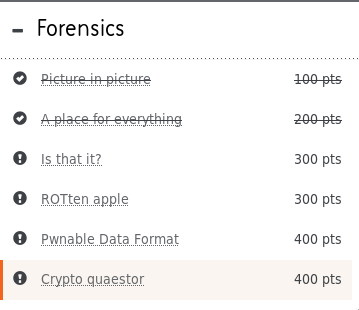 Forensics
Picture in picture 100 pts
A place for everything 200 pts
Is that it? 300 pts
ROTten apple 300 pts
Pwnable Data Format 400 pts
Crypto quaestor 400 pts